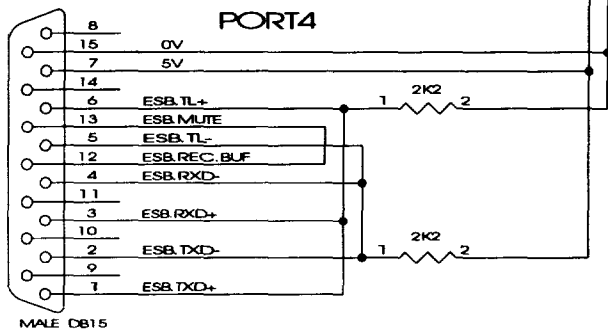 PORT4
8
15 0V
7 5V
14
6 ESB.TL+ 1 2K2 2
13 ESB.MUTE
5 ESB.TL-
12 ESB.REC.BUF
4 ESB.RXD-
11
3 ESB.RXD+
10
2 ESB.TXD- 1 2K2 2
9
1 ESB.TXD+
MALE DB15